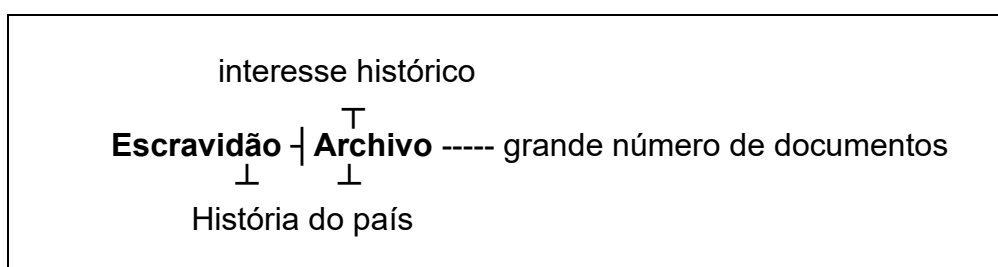 interesse histórico
┬
Escravidão ┤Archivo ----- grande número de documentos
┴ ┴
História do país